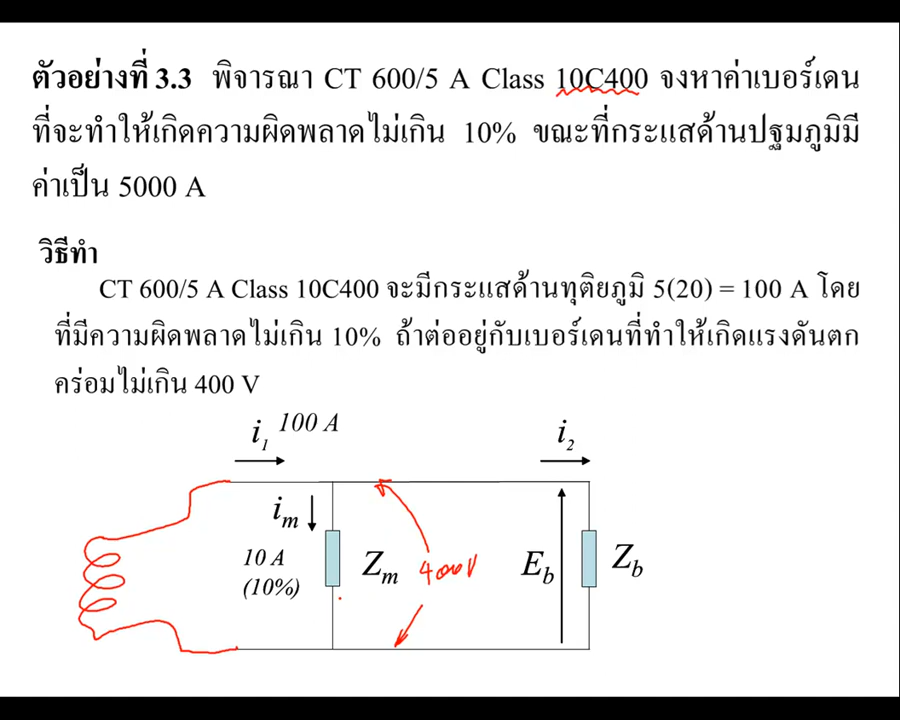 ตัวอย่างที่ 3.3 พิจารณา CT 600/5 A Class 10C400 จงหาค่าเบอร์เดน
ที่จะทำให้เกิดความผิดพลาดไม่เกิน 10% ขณะที่กระแสด้านปฐมภูมิมี
ค่าเป็น 5000 A
วิธีทำ
CT 600/5 A Class 10C400 จะมีกระแสด้านทุติยภูมิ 5(20) = 100 A โดย
ที่มีความผิดพลาดไม่เกิน 10% ถ้าต่ออยู่กับเบอร์เดนที่ทำให้เกิดแรงดันตก
คร่อมไม่เกิน 400 V
i₁ 100 A
i₂
iₘ
10 A
(10%)
Zₘ
400V
E_b
Z_b